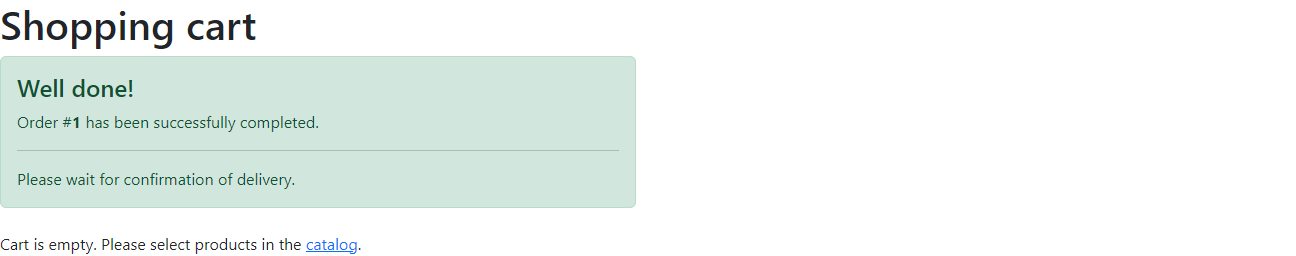 Shopping cart
Well done!
Order #1 has been successfully completed.
Please wait for confirmation of delivery.
Cart is empty. Please select products in the catalog.